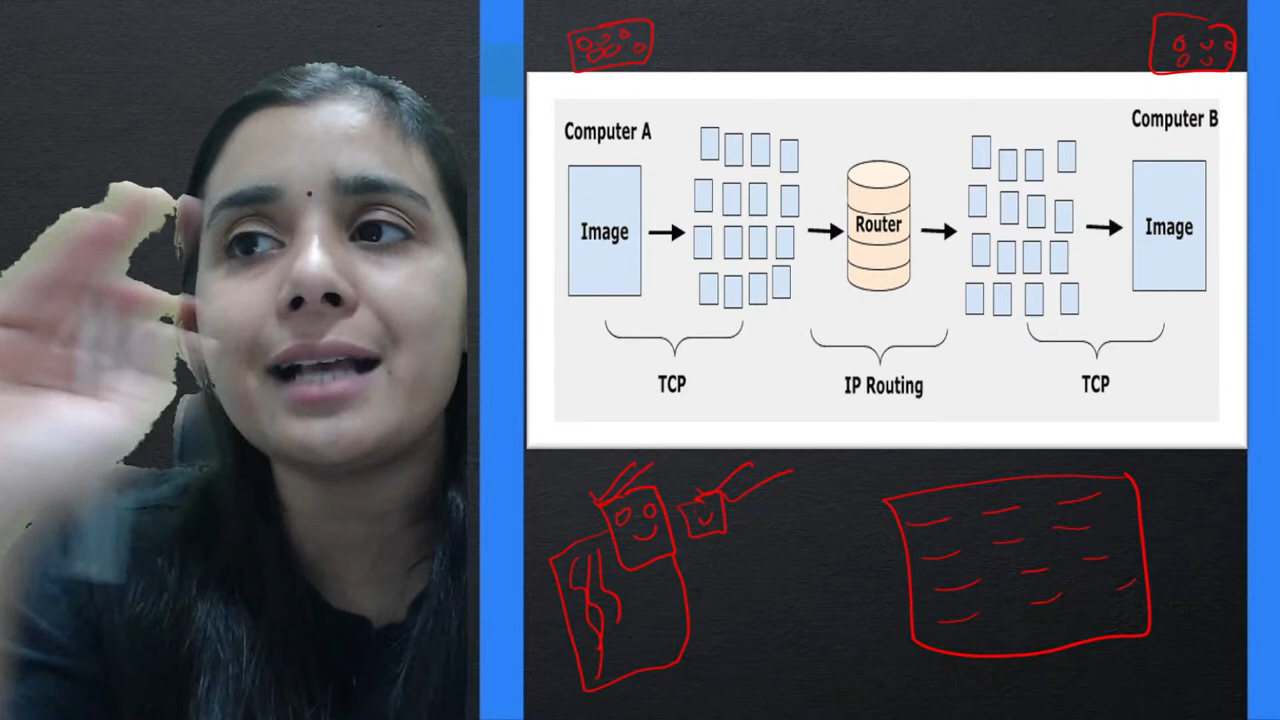 Computer A
Computer B
Image
Router
Image
TCP
IP Routing
TCP